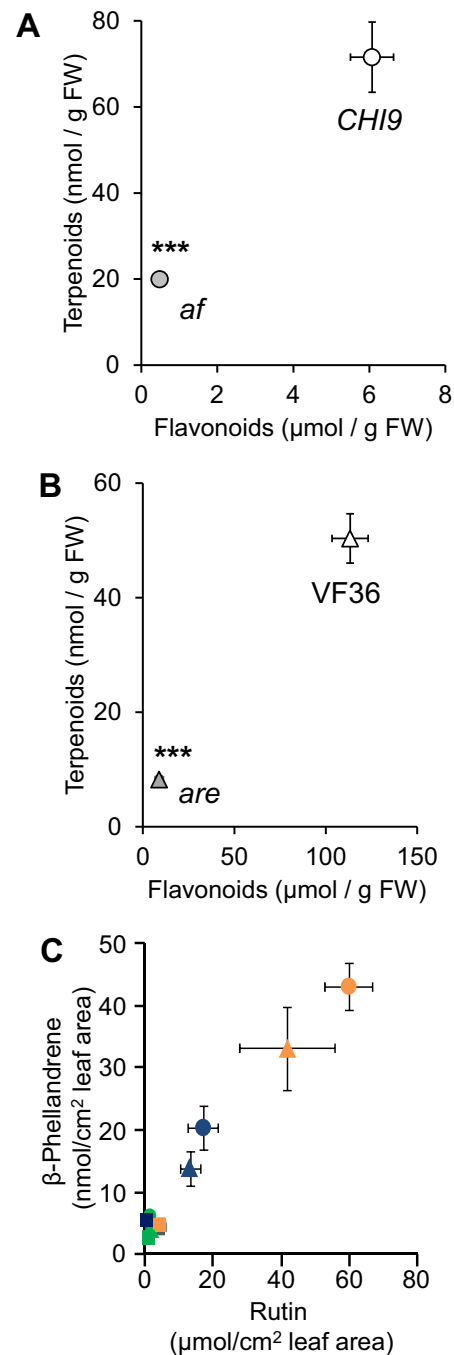 A
Terpenoids (nmol / g FW)
80
60
40
20
0
CHI9
***
af
0 2 4 6 8
Flavonoids (µmol / g FW)
B
Terpenoids (nmol / g FW)
60
40
20
0
VF36
***
are
0 50 100 150
Flavonoids (µmol / g FW)
C
β-Phellandrene
(nmol/cm² leaf area)
50
40
30
20
10
0
0 20 40 60 80
Rutin
(µmol/cm² leaf area)